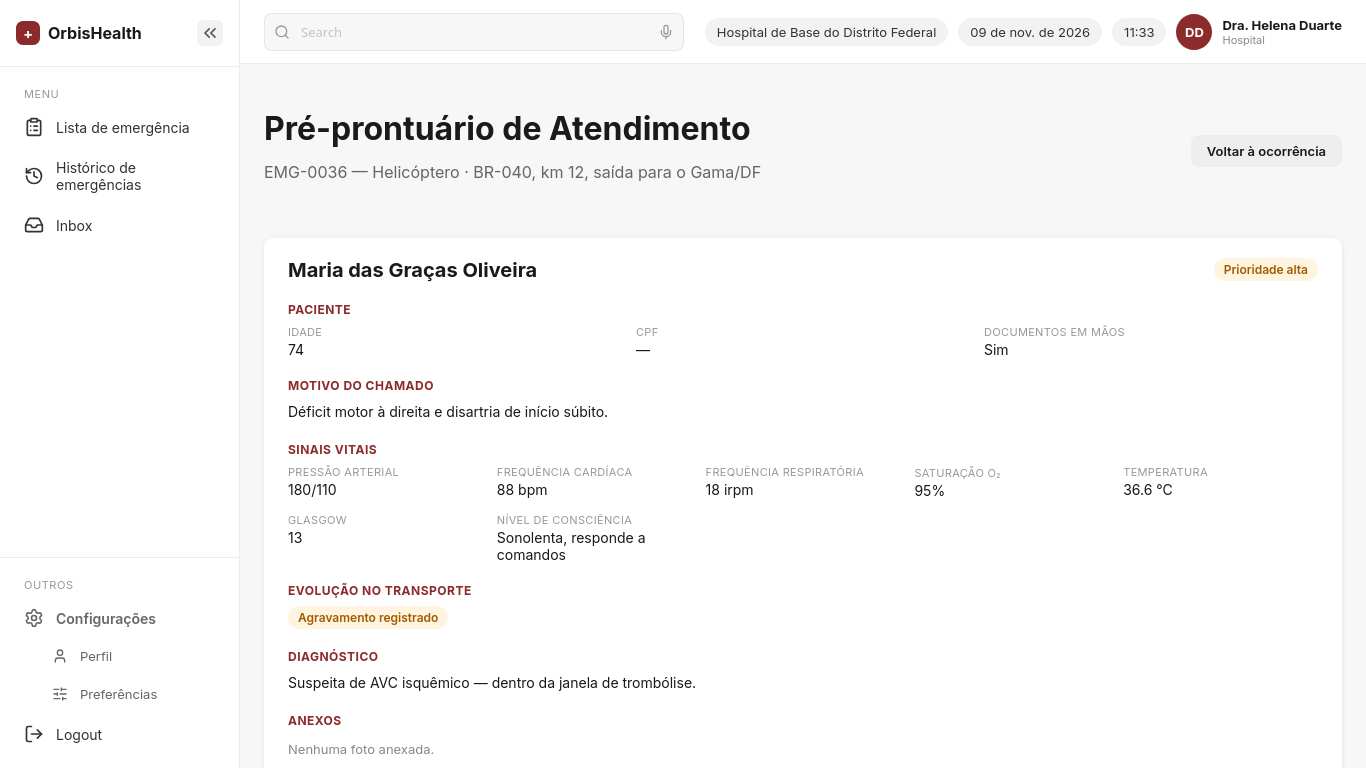 + OrbisHealth
Search
Hospital de Base do Distrito Federal
09 de nov. de 2026
11:33
DD
Dra. Helena Duarte
Hospital
MENU
Lista de emergência
Histórico de
emergências
Inbox
OUTROS
Configurações
Perfil
Preferências
Logout
Pré-prontuário de Atendimento
EMG-0036 — Helicóptero · BR-040, km 12, saída para o Gama/DF
Voltar à ocorrência
Maria das Graças Oliveira
Prioridade alta
PACIENTE
IDADE
74
CPF
—
DOCUMENTOS EM MÃOS
Sim
MOTIVO DO CHAMADO
Déficit motor à direita e disartria de início súbito.
SINAIS VITAIS
PRESSÃO ARTERIAL
180/110
FREQUÊNCIA CARDÍACA
88 bpm
FREQUÊNCIA RESPIRATÓRIA
18 irpm
SATURAÇÃO O₂
95%
TEMPERATURA
36.6 °C
GLASGOW
13
NÍVEL DE CONSCIÊNCIA
Sonolenta, responde a
comandos
EVOLUÇÃO NO TRANSPORTE
Agravamento registrado
DIAGNÓSTICO
Suspeita de AVC isquêmico — dentro da janela de trombólise.
ANEXOS
Nenhuma foto anexada.